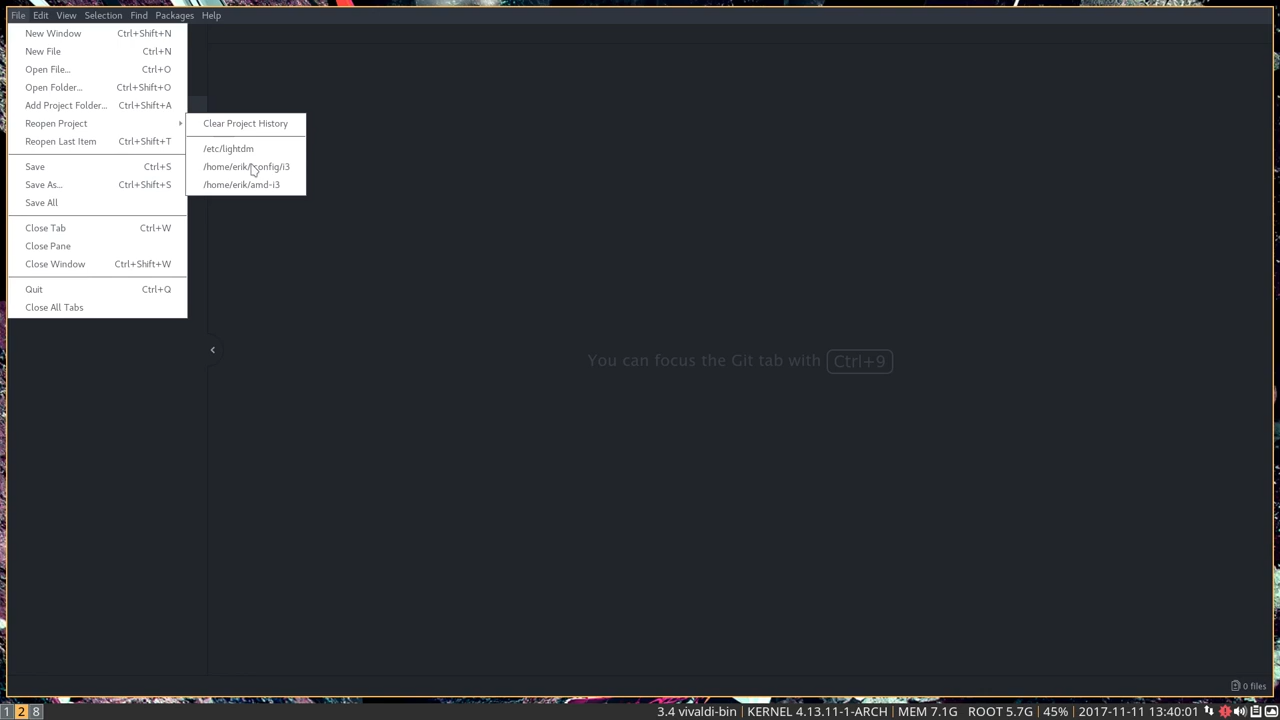 File Edit View Selection Find Packages Help
New Window Ctrl+Shift+N
New File Ctrl+N
Open File... Ctrl+O
Open Folder... Ctrl+Shift+O
Add Project Folder... Ctrl+Shift+A
Reopen Project
Reopen Last Item Ctrl+Shift+T
Save Ctrl+S
Save As... Ctrl+Shift+S
Save All
Close Tab Ctrl+W
Close Pane
Close Window Ctrl+Shift+W
Quit Ctrl+Q
Close All Tabs
Clear Project History
/etc/lightdm
/home/erik/.config/i3
/home/erik/amd-i3
You can focus the Git tab with Ctrl+9
0 files
1 2 8
3.4 vivaldi-bin | KERNEL 4.13.11-1-ARCH | MEM 7.1G ROOT 5.7G | 45% | 2017-11-11 13:40:01